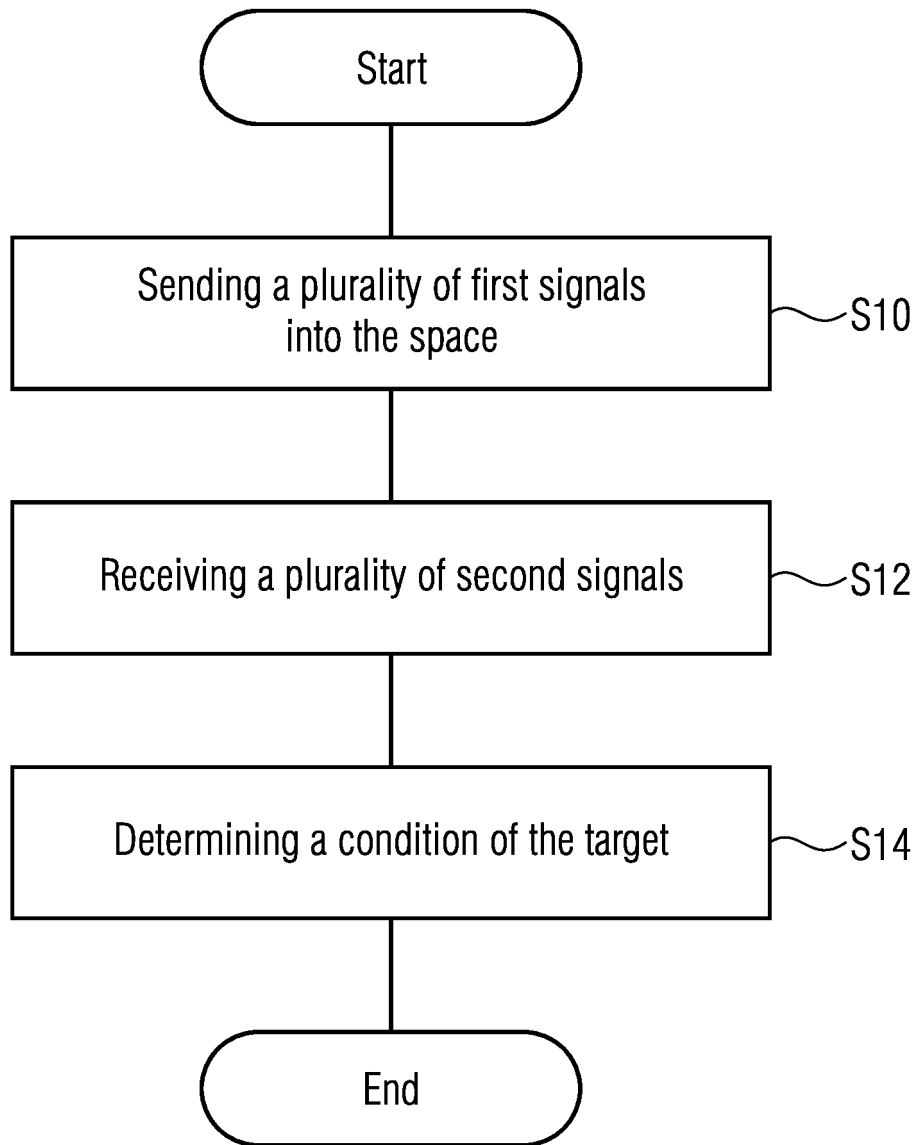 Start
Sending a plurality of first signals
into the space
S10
Receiving a plurality of second signals
S12
Determining a condition of the target
S14
End